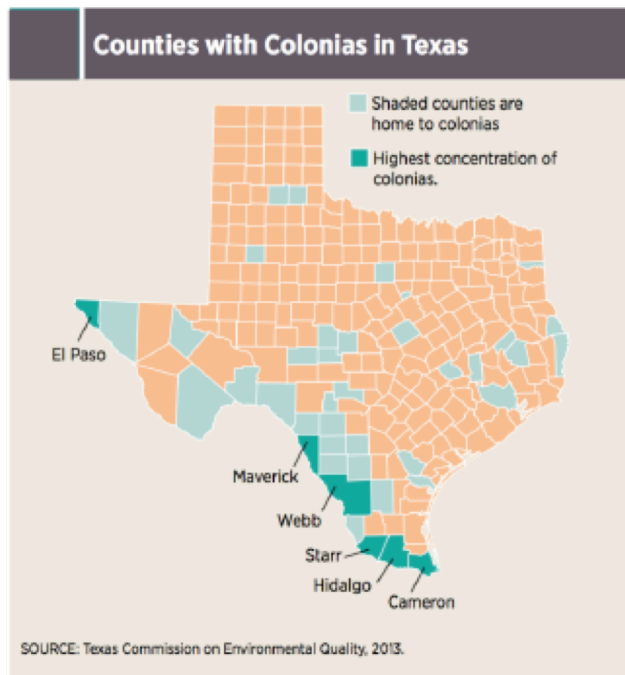 Counties with Colonias in Texas
Shaded counties are
home to colonias
Highest concentration of
colonias.
El Paso
Maverick
Webb
Starr
Hidalgo
Cameron
SOURCE: Texas Commission on Environmental Quality, 2013.